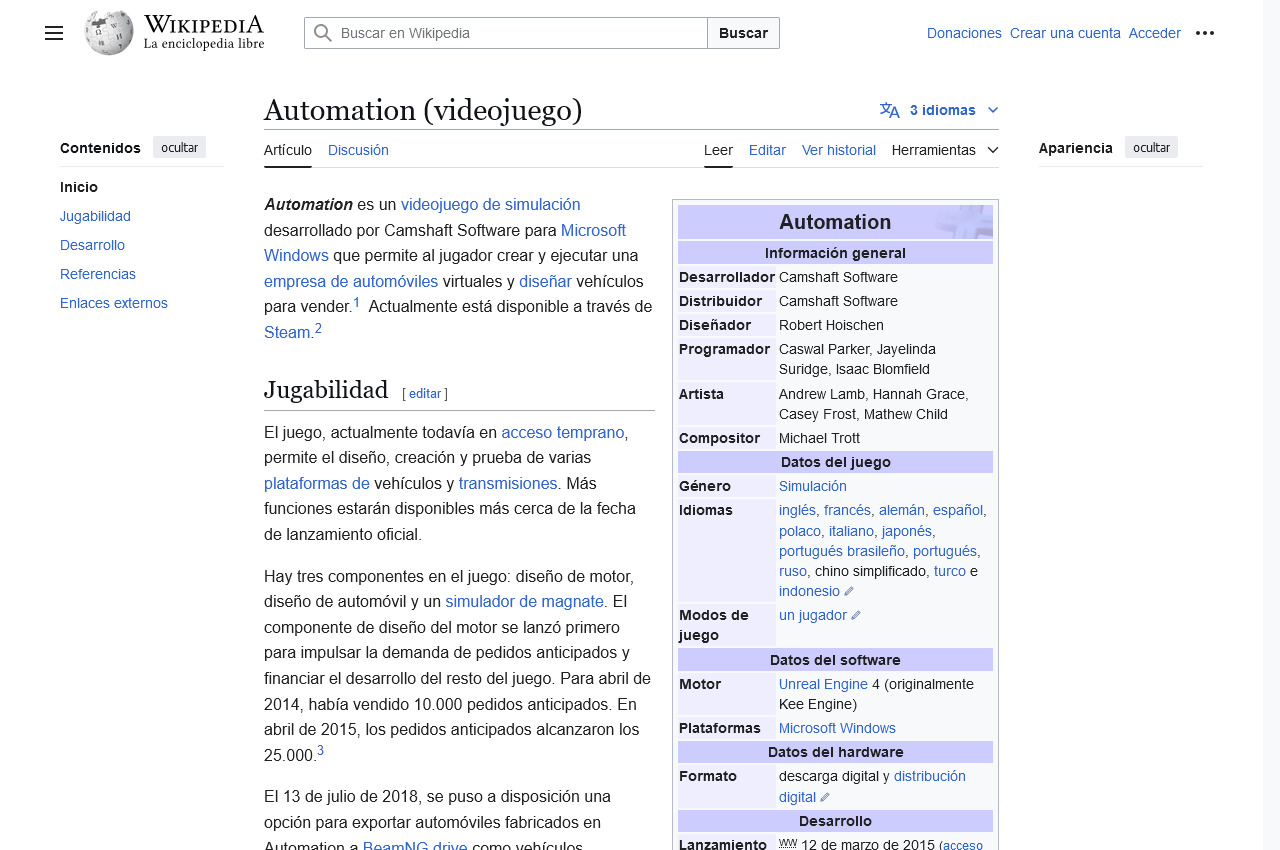 WIKIPEDIA
La enciclopedia libre
Buscar en Wikipedia
Buscar
Donaciones Crear una cuenta Acceder
Automation (videojuego)
3 idiomas
Contenidos ocultar
Inicio
Jugabilidad
Desarrollo
Referencias
Enlaces externos
Artículo Discusión
Leer Editar Ver historial Herramientas
Apariencia ocultar
Automation es un videojuego de simulación
desarrollado por Camshaft Software para Microsoft
Windows que permite al jugador crear y ejecutar una
empresa de automóviles virtuales y diseñar vehículos
para vender.1 Actualmente está disponible a través de
Steam.2
Jugabilidad [ editar ]
El juego, actualmente todavía en acceso temprano,
permite el diseño, creación y prueba de varias
plataformas de vehículos y transmisiones. Más
funciones estarán disponibles más cerca de la fecha
de lanzamiento oficial.
Hay tres componentes en el juego: diseño de motor,
diseño de automóvil y un simulador de magnate. El
componente de diseño del motor se lanzó primero
para impulsar la demanda de pedidos anticipados y
financiar el desarrollo del resto del juego. Para abril de
2014, había vendido 10.000 pedidos anticipados. En
abril de 2015, los pedidos anticipados alcanzaron los
25.000.3
El 13 de julio de 2018, se puso a disposición una
opción para exportar automóviles fabricados en
Automation a BeamNG.drive como vehículos
Automation
Información general
Desarrollador Camshaft Software
Distribuidor Camshaft Software
Diseñador Robert Hoischen
Programador Caswal Parker, Jayelinda
Suridge, Isaac Blomfield
Artista Andrew Lamb, Hannah Grace,
Casey Frost, Mathew Child
Compositor Michael Trott
Datos del juego
Género Simulación
Idiomas inglés, francés, alemán, español,
polaco, italiano, japonés,
portugués brasileño, portugués,
ruso, chino simplificado, turco e
indonesio
Modos de juego un jugador
Datos del software
Motor Unreal Engine 4 (originalmente
Kee Engine)
Plataformas Microsoft Windows
Datos del hardware
Formato descarga digital y distribución
digital
Desarrollo
Lanzamiento WW 12 de marzo de 2015 (acceso